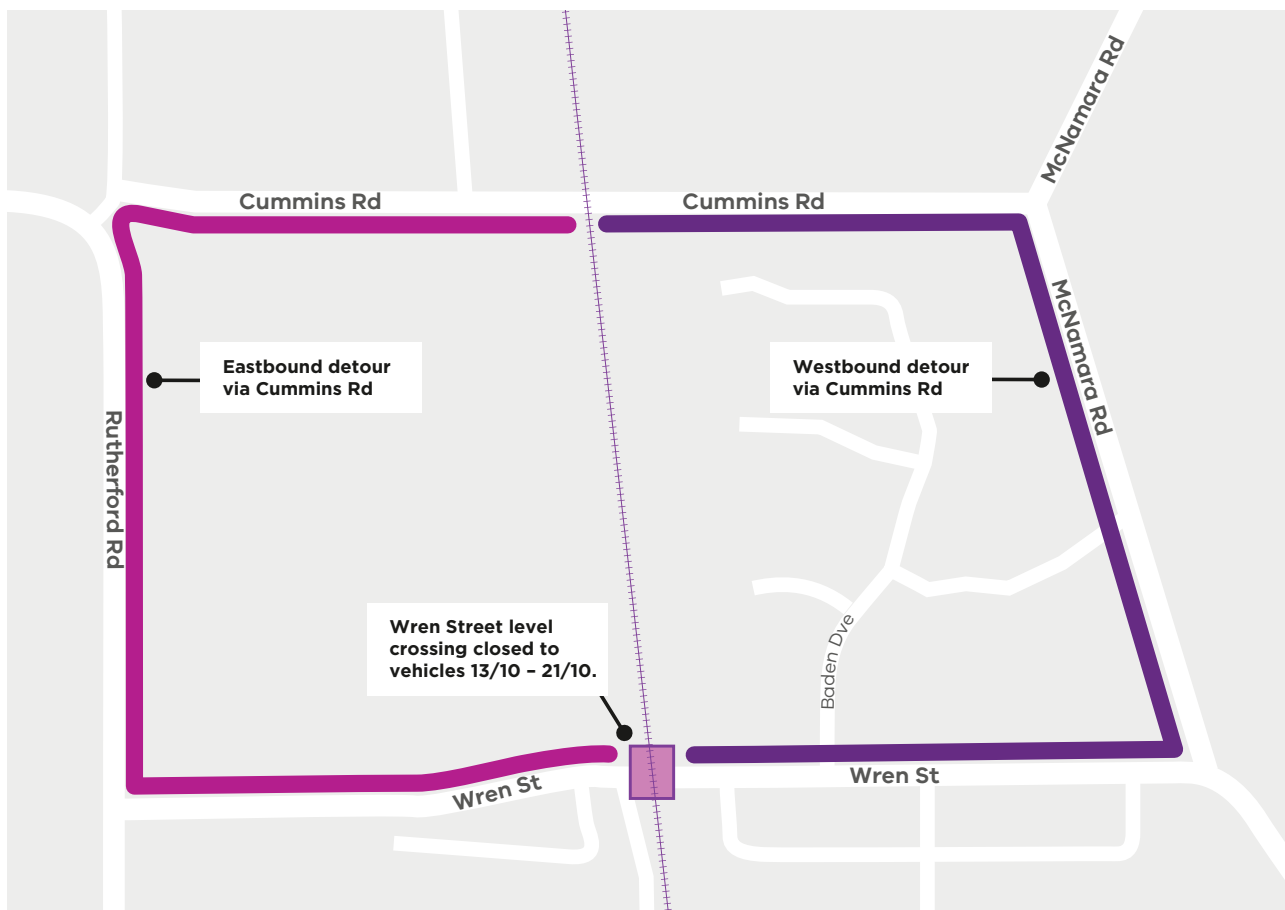 McNamara Rd
Cummins Rd
Cummins Rd
McNamara Rd
Eastbound detour
via Cummins Rd
Westbound detour
via Cummins Rd
Rutherford Rd
Wren Street level
crossing closed to
vehicles 13/10 – 21/10.
Baden Dve
Wren St
Wren St